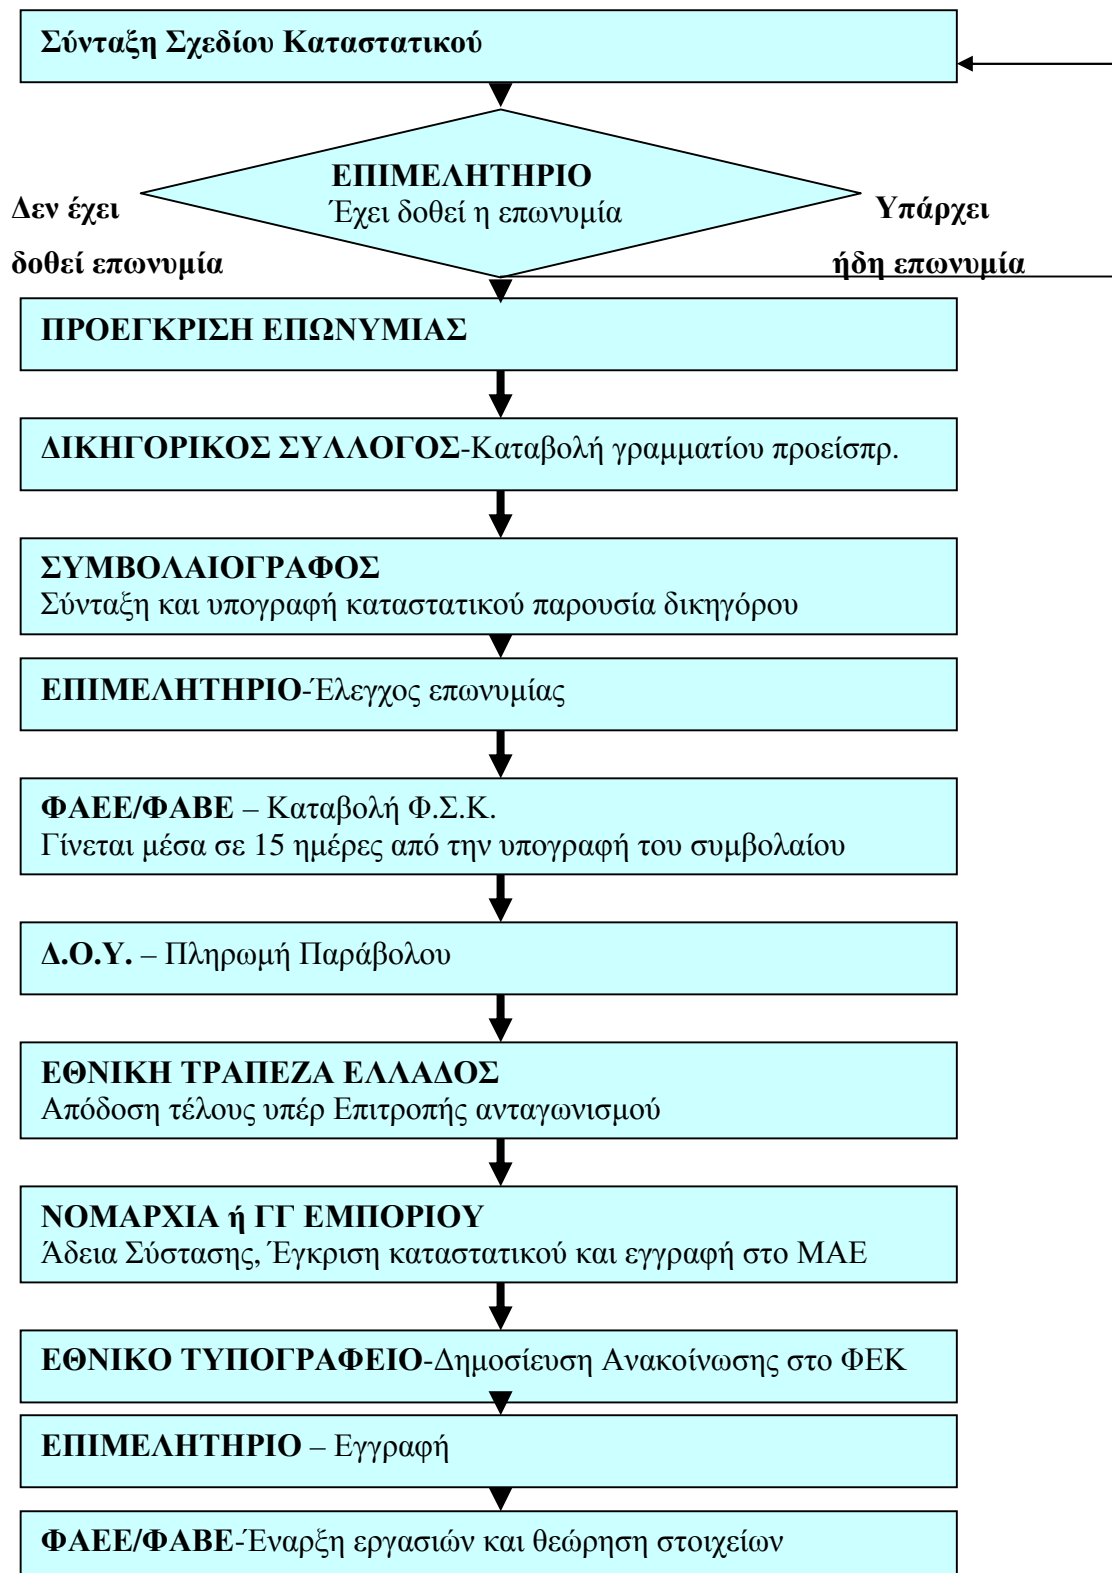 Σύνταξη Σχεδίου Καταστατικού
ΕΠΙΜΕΛΗΤΗΡΙΟ
Έχει δοθεί η επωνυμία
Δεν έχει
δοθεί επωνυμία
Υπάρχει
ήδη επωνυμία
ΠΡΟΕΓΚΡΙΣΗ ΕΠΩΝΥΜΙΑΣ
ΔΙΚΗΓΟΡΙΚΟΣ ΣΥΛΛΟΓΟΣ-Καταβολή γραμματίου προείσπρ.
ΣΥΜΒΟΛΑΙΟΓΡΑΦΟΣ
Σύνταξη και υπογραφή καταστατικού παρουσία δικηγόρου
ΕΠΙΜΕΛΗΤΗΡΙΟ-Έλεγχος επωνυμίας
ΦΑΕΕ/ΦΑΒΕ – Καταβολή Φ.Σ.Κ.
Γίνεται μέσα σε 15 ημέρες από την υπογραφή του συμβολαίου
Δ.Ο.Υ. – Πληρωμή Παράβολου
ΕΘΝΙΚΗ ΤΡΑΠΕΖΑ ΕΛΛΑΔΟΣ
Απόδοση τέλους υπέρ Επιτροπής ανταγωνισμού
ΝΟΜΑΡΧΙΑ ή ΓΓ ΕΜΠΟΡΙΟΥ
Άδεια Σύστασης, Έγκριση καταστατικού και εγγραφή στο ΜΑΕ
ΕΘΝΙΚΟ ΤΥΠΟΓΡΑΦΕΙΟ-Δημοσίευση Ανακοίνωσης στο ΦΕΚ
ΕΠΙΜΕΛΗΤΗΡΙΟ – Εγγραφή
ΦΑΕΕ/ΦΑΒΕ-Έναρξη εργασιών και θεώρηση στοιχείων